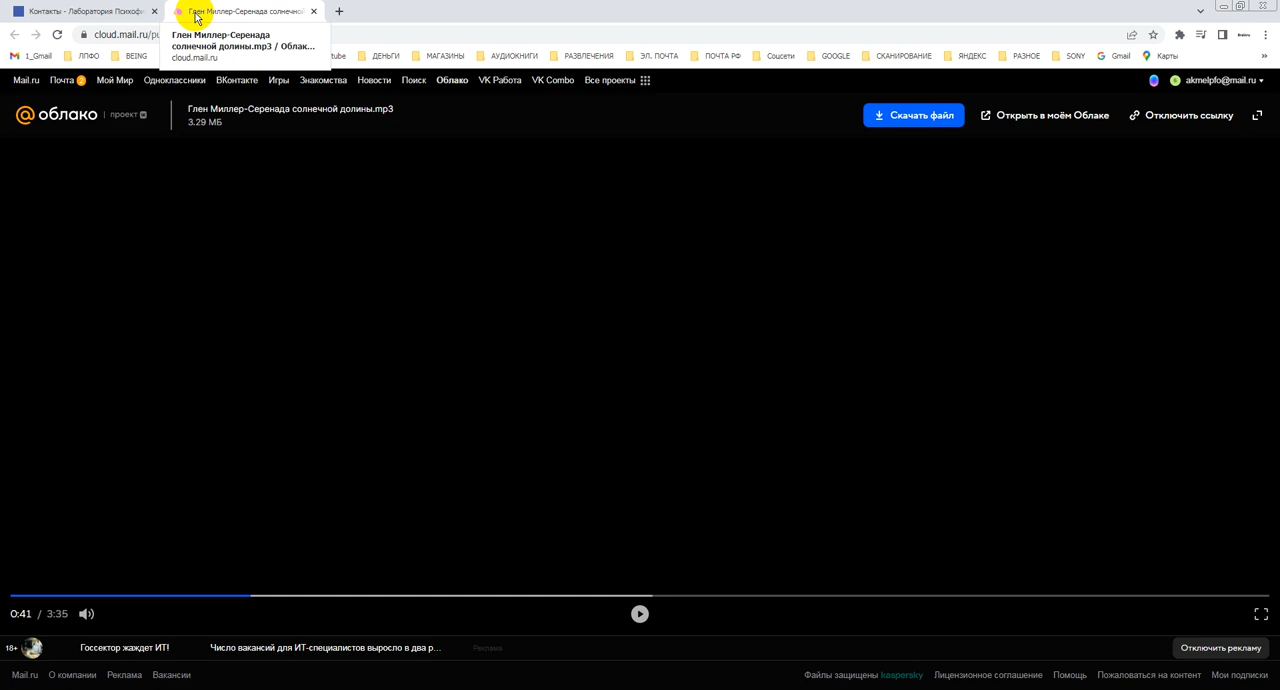 Контакты - Лаборатория Психофи
Глен Миллер-Серенада солнечной
cloud.mail.ru/pu
Глен Миллер-Серенада
солнечной долины.mp3 / Облак...
cloud.mail.ru
1_Gmail ЛПФО BEING tube ДЕНЬГИ МАГАЗИНЫ АУДИОКНИГИ РАЗВЛЕЧЕНИЯ ЭЛ. ПОЧТА ПОЧТА РФ Соцсети GOOGLE СКАНИРОВАНИЕ ЯНДЕКС РАЗНОЕ SONY Gmail Карты »
Mail.ru Почта 2 Мой Мир Одноклассники ВКонтакте Игры Знакомства Новости Поиск Облако VK Работа VK Combo Все проекты akmelpfo@mail.ru
облако проект
Глен Миллер-Серенада солнечной долины.mp3
3.29 МБ
Скачать файл Открыть в моём Облаке Отключить ссылку
0:41 / 3:35
18+ Госсектор жаждет ИТ! Число вакансий для ИТ-специалистов выросло в два р... Реклама Отключить рекламу
Mail.ru О компании Реклама Вакансии Файлы защищены kaspersky Лицензионное соглашение Помощь Пожаловаться на контент Мои подписки